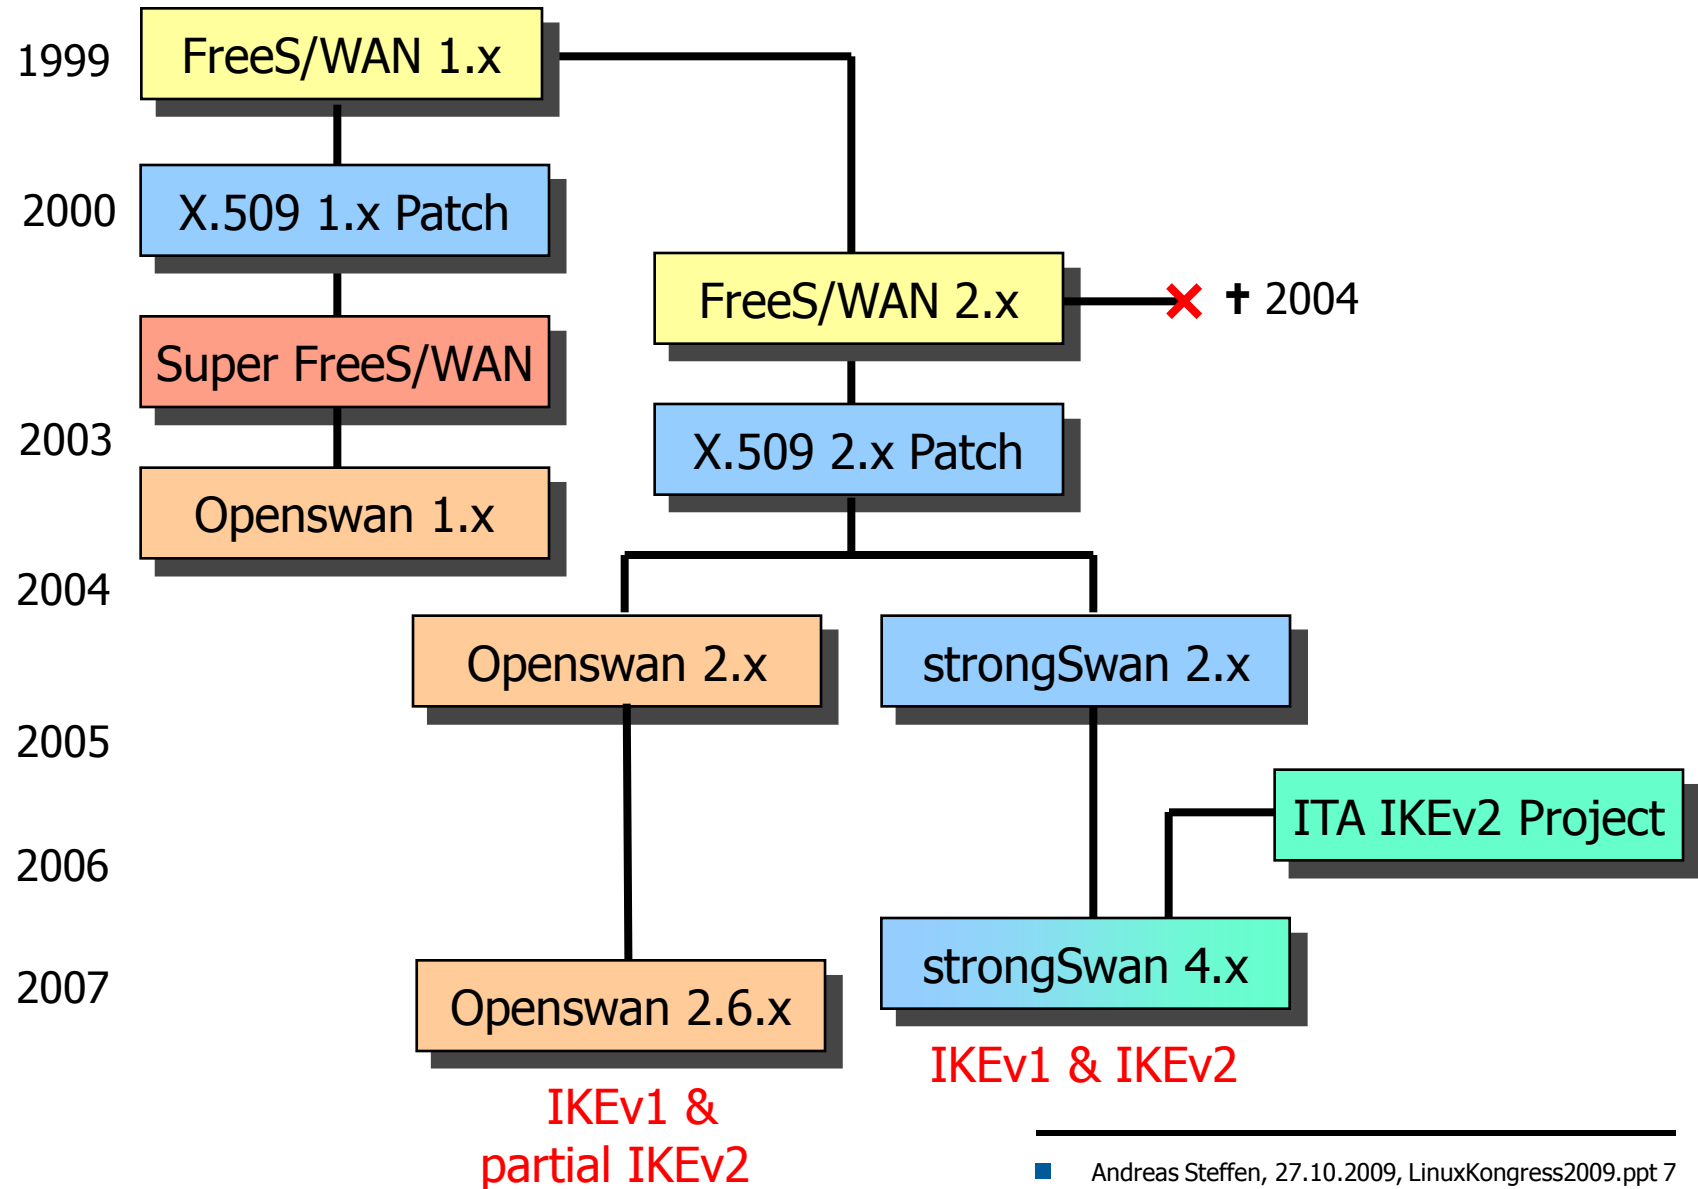 1999
FreeS/WAN 1.x
2000
X.509 1.x Patch
FreeS/WAN 2.x
✝ 2004
Super FreeS/WAN
2003
X.509 2.x Patch
Openswan 1.x
2004
Openswan 2.x
strongSwan 2.x
2005
ITA IKEv2 Project
2006
strongSwan 4.x
2007
Openswan 2.6.x
IKEv1 & IKEv2
IKEv1 &
partial IKEv2
Andreas Steffen, 27.10.2009, LinuxKongress2009.ppt 7